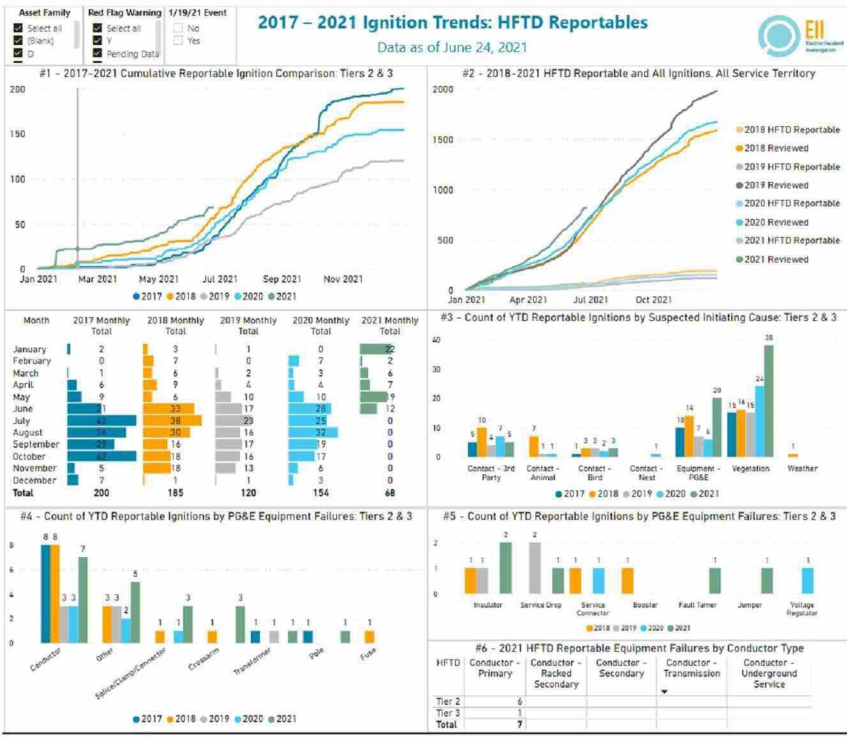 Asset Family
Select all
(Blank)
D
Red Flag Warning
Select all
Y
Pending Data
1/19/21 Event
No
Yes
2017 – 2021 Ignition Trends: HFTD Reportables
Data as of June 24, 2021
EII
Electric Incident
Investigation
#1 - 2017-2021 Cumulative Reportable Ignition Comparison: Tiers 2 & 3
200
150
100
50
0
Jan 2021 Mar 2021 May 2021 Jul 2021 Sep 2021 Nov 2021
2017 2018 2019 2020 2021
#2 - 2018-2021 HFTD Reportable and All Ignitions, All Service Territory
2000
1500
1000
500
0
Jan 2021 Apr 2021 Jul 2021 Oct 2021
2018 HFTD Reportable
2018 Reviewed
2019 HFTD Reportable
2019 Reviewed
2020 HFTD Reportable
2020 Reviewed
2021 HFTD Reportable
2021 Reviewed
Month 2017 Monthly Total 2018 Monthly Total 2019 Monthly Total 2020 Monthly Total 2021 Monthly Total
January 2 3 1 0 22
February 0 7 0 7 2
March 1 6 2 3 6
April 6 9 4 4 7
May 9 6 10 10 19
June 21 33 17 28 12
July 42 38 23 25 0
August 36 30 16 32 0
September 29 16 17 19 0
October 42 18 16 17 0
November 5 18 13 6 0
December 7 1 1 3 0
Total 200 185 120 154 68
#3 - Count of YTD Reportable Ignitions by Suspected Initiating Cause: Tiers 2 & 3
40
30
20
10
0
5 10 4 7 5
7 1 1
1 3 3 2 3
1
10 14 7 6 20
15 16 15 24 38
1
Contact - 3rd Party
Contact - Animal
Contact - Bird
Contact - Nest
Equipment - PG&E
Vegetation
Weather
2017 2018 2019 2020 2021
#4 - Count of YTD Reportable Ignitions by PG&E Equipment Failures: Tiers 2 & 3
8
6
4
2
0
8 8 3 3 7
3 3 2 5
1 1 3
1 3
1 1 1
1 1
1
Conductor
Other
Splice/Clamp/Connector
Crossarm
Transformer
Pole
Fuse
2017 2018 2019 2020 2021
#5 - Count of YTD Reportable Ignitions by PG&E Equipment Failures: Tiers 2 & 3
2
1
0
1 1 2
2 1
1 1
1
1
1
1
Insulator
Service Drop
Service Connector
Booster
Fault Tamer
Jumper
Voltage Regulator
2018 2019 2020 2021
#6 - 2021 HFTD Reportable Equipment Failures by Conductor Type
HFTD Conductor - Primary Conductor - Racked Secondary Conductor - Secondary Conductor - Transmission Conductor - Underground Service
Tier 2 6
Tier 3 1
Total 7